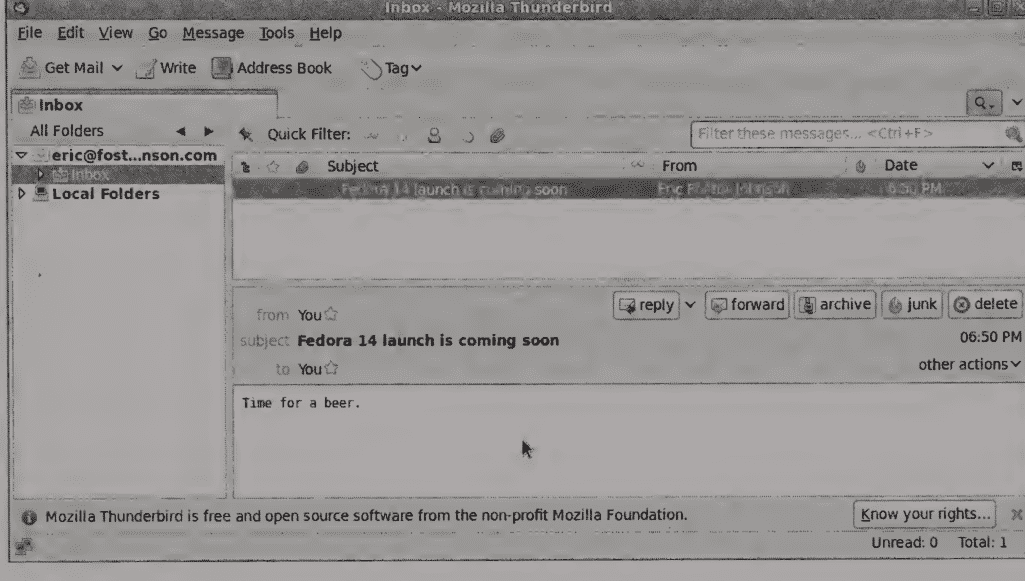 Inbox - Mozilla Thunderbird
File Edit View Go Message Tools Help
Get Mail Write Address Book Tag
Inbox
All Folders Quick Filter: Filter these messages... <Ctrl+F>
eric@fost...nson.com Subject From Date
Inbox Fedora 14 launch is coming soon Eric 6:50 PM
Local Folders
from You reply forward archive junk delete
subject Fedora 14 launch is coming soon 06:50 PM
to You other actions
Time for a beer.
Mozilla Thunderbird is free and open source software from the non-profit Mozilla Foundation. Know your rights...
Unread: 0 Total: 1